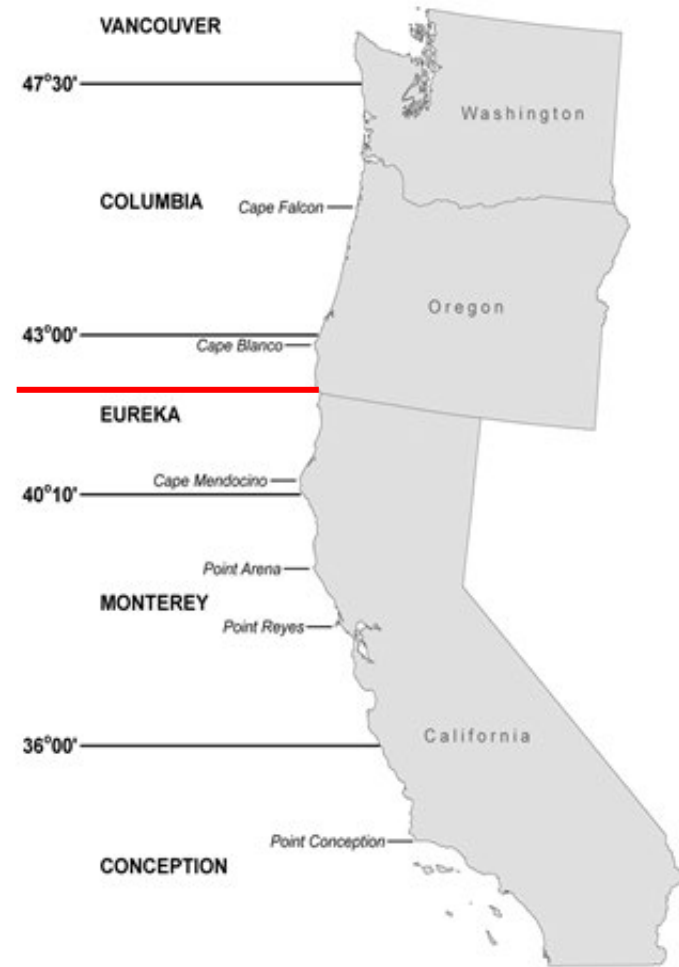 VANCOUVER
47°30'
Washington
COLUMBIA
Cape Falcon
Oregon
43°00'
Cape Blanco
EUREKA
Cape Mendocino
40°10'
Point Arena
MONTEREY
Point Reyes
California
36°00'
Point Conception
CONCEPTION